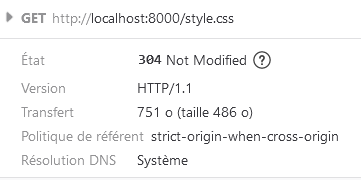 GET http://localhost:8000/style.css
État 304 Not Modified ?
Version HTTP/1.1
Transfert 751 o (taille 486 o)
Politique de référent strict-origin-when-cross-origin
Résolution DNS Système